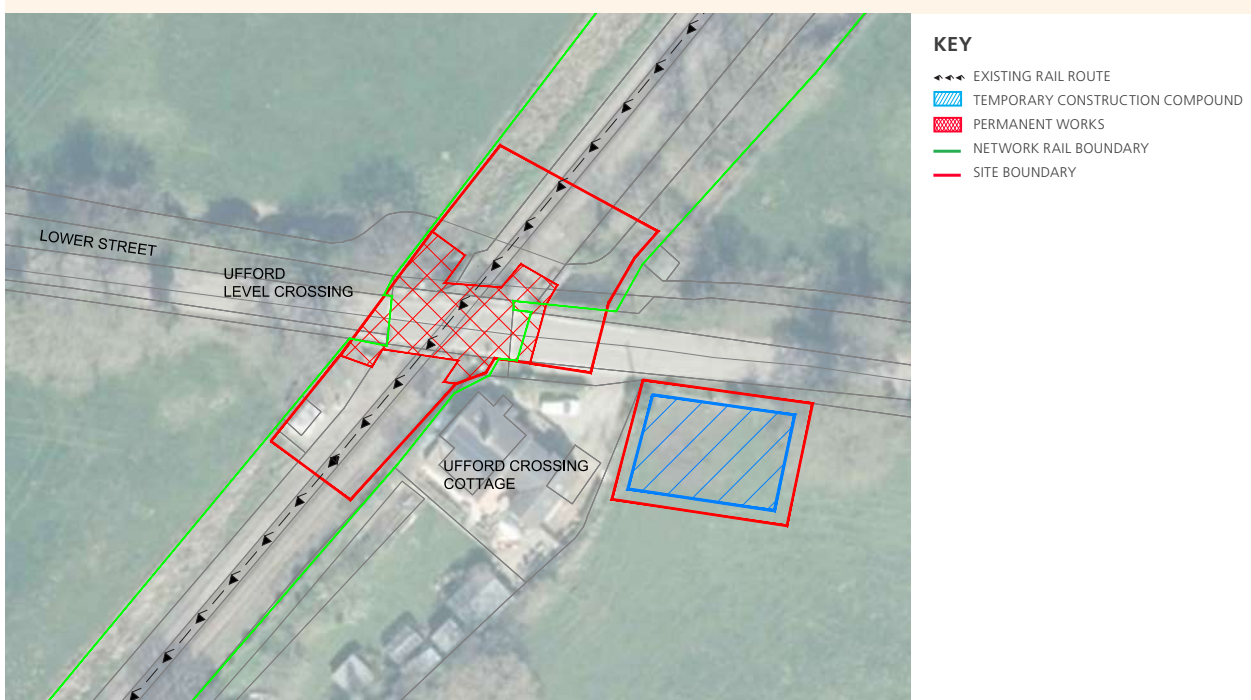 LOWER STREET
UFFORD
LEVEL CROSSING
UFFORD CROSSING
COTTAGE
KEY
EXISTING RAIL ROUTE
TEMPORARY CONSTRUCTION COMPOUND
PERMANENT WORKS
NETWORK RAIL BOUNDARY
SITE BOUNDARY